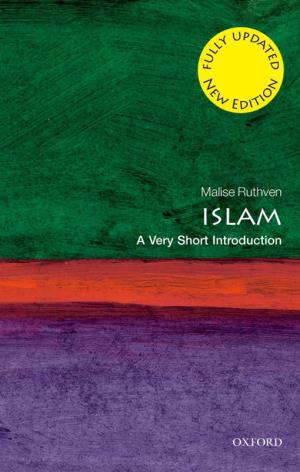 FULLY UPDATED
NEW EDITION
Malise Ruthven
ISLAM
A Very Short Introduction
OXFORD